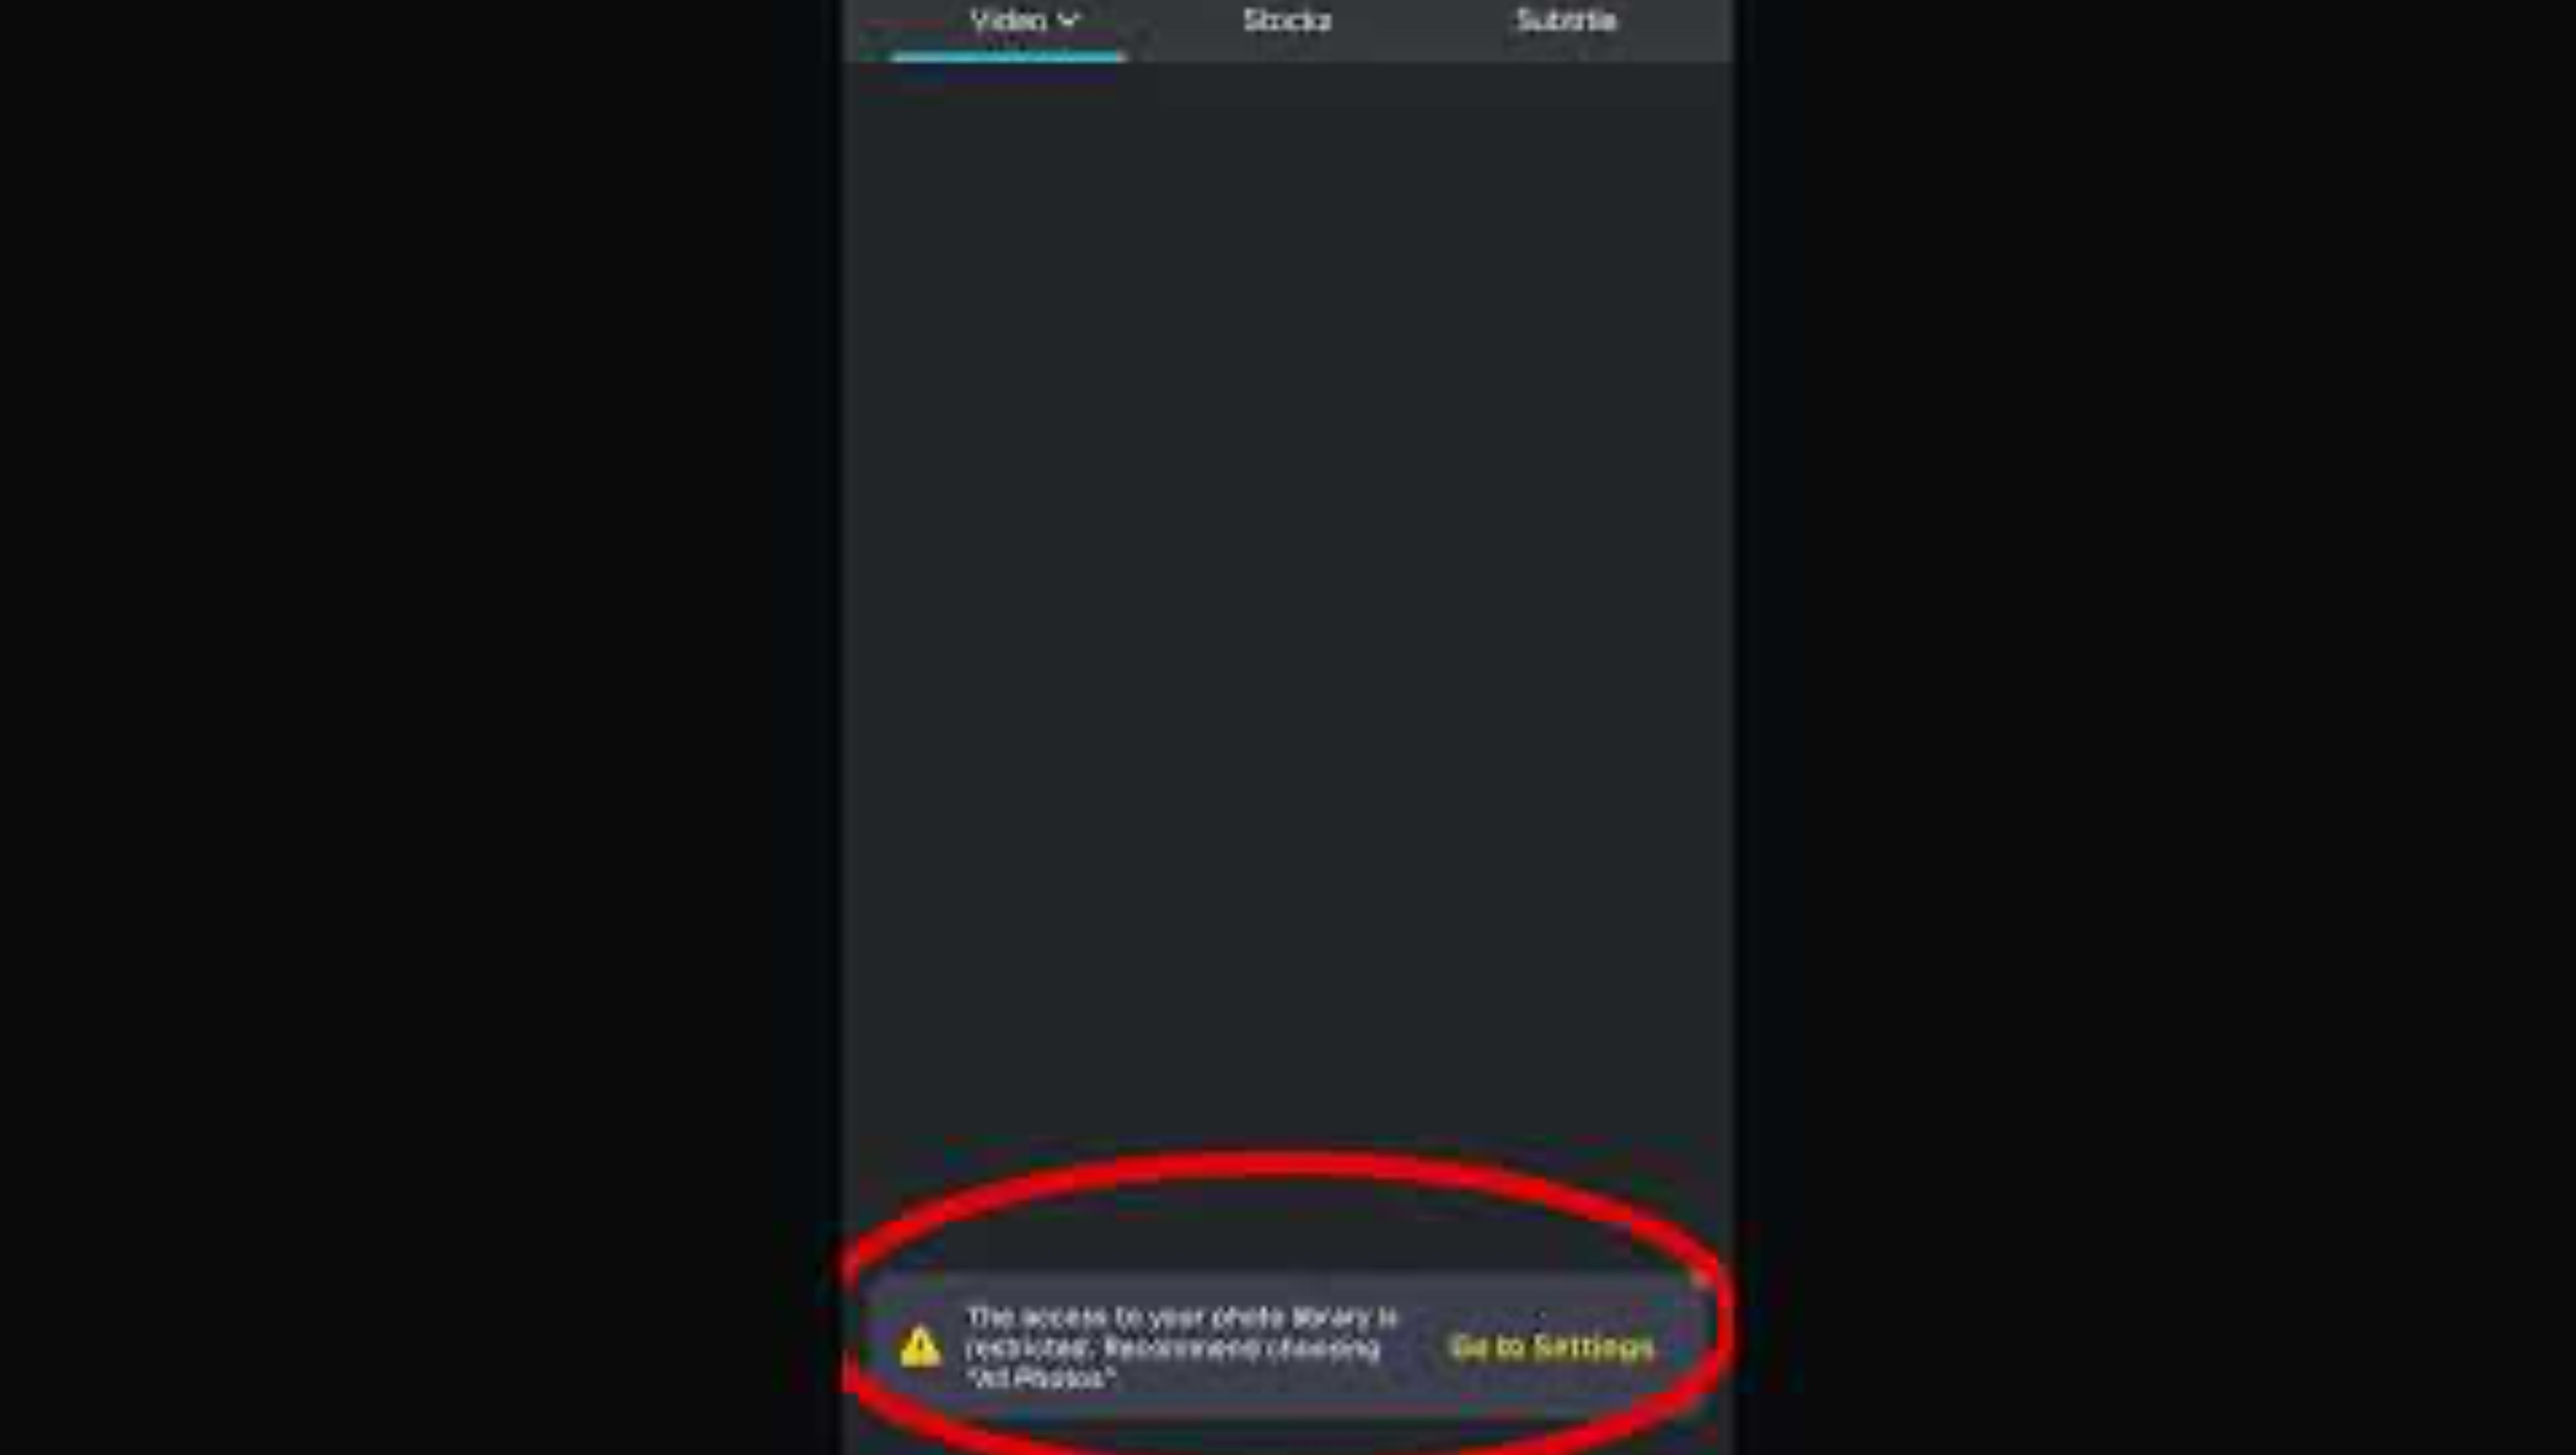 Video Stocks Subtitle
The access to your photo library is
restricted. Recommend choosing
"All Photos"
Go to Settings